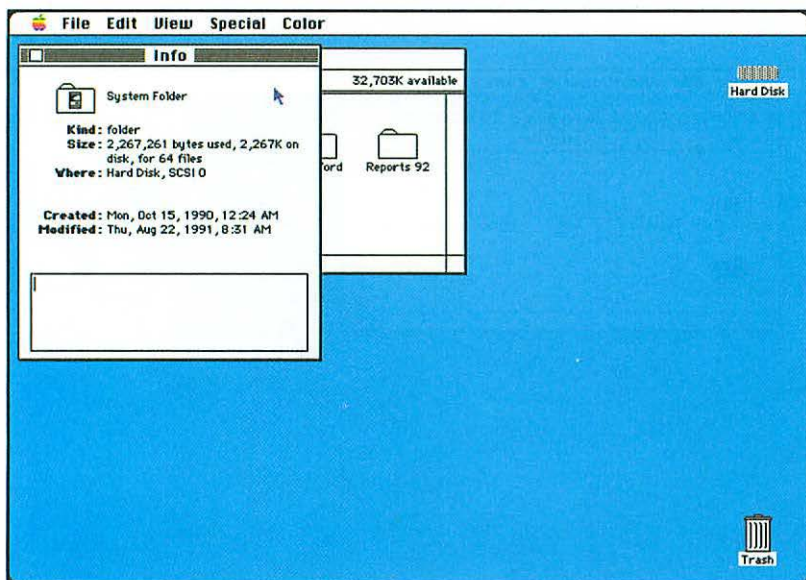 File Edit View Special Color
Info
System Folder
Kind: folder
Size: 2,267,261 bytes used, 2,267K on
disk, for 64 files
Where: Hard Disk, SCSI 0
Created: Mon, Oct 15, 1990, 12:24 AM
Modified: Thu, Aug 22, 1991, 8:31 AM
32,703K available
ord
Reports 92
Hard Disk
Trash